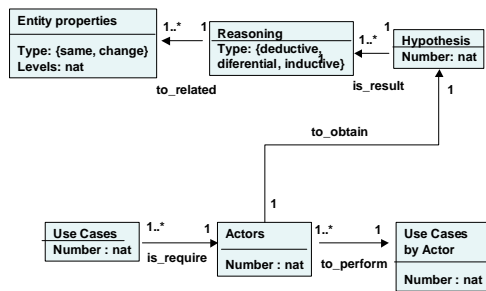 Entity properties
Type: {same, change}
Levels: nat
1..*
1
to_related
Reasoning
Type: {deductive,
diferential, inductive}
1..*
1
is_result
Hypothesis
Number: nat
1
to_obtain
1
Use Cases
Number : nat
1..*
1
is_require
Actors
Number : nat
1..*
1
to_perform
Use Cases
by Actor
Number : nat